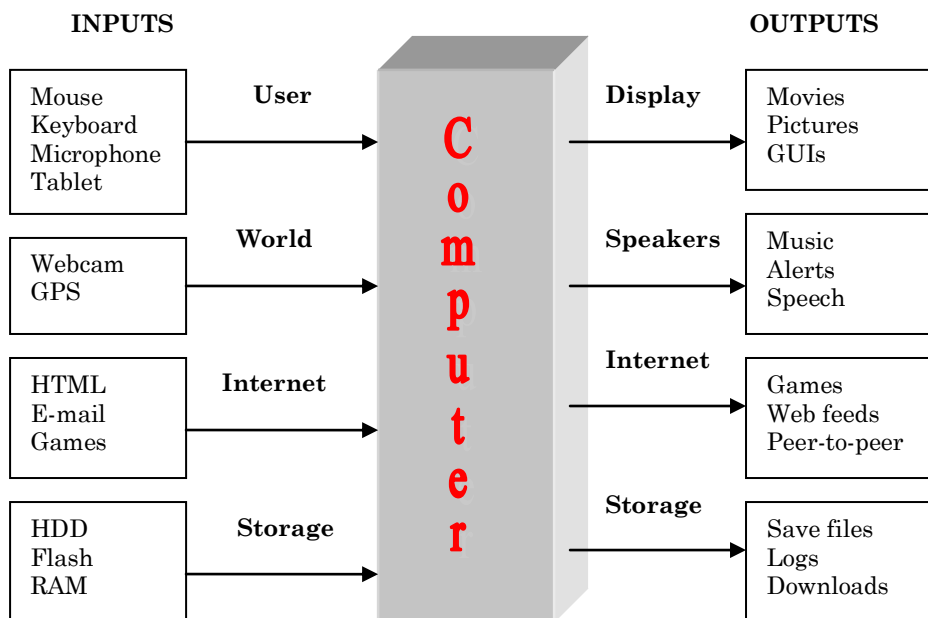 INPUTS
OUTPUTS
Mouse
Keyboard
Microphone
Tablet
User
Webcam
GPS
World
HTML
E-mail
Games
Internet
HDD
Flash
RAM
Storage
Computer
Display
Movies
Pictures
GUIs
Speakers
Music
Alerts
Speech
Internet
Games
Web feeds
Peer-to-peer
Storage
Save files
Logs
Downloads